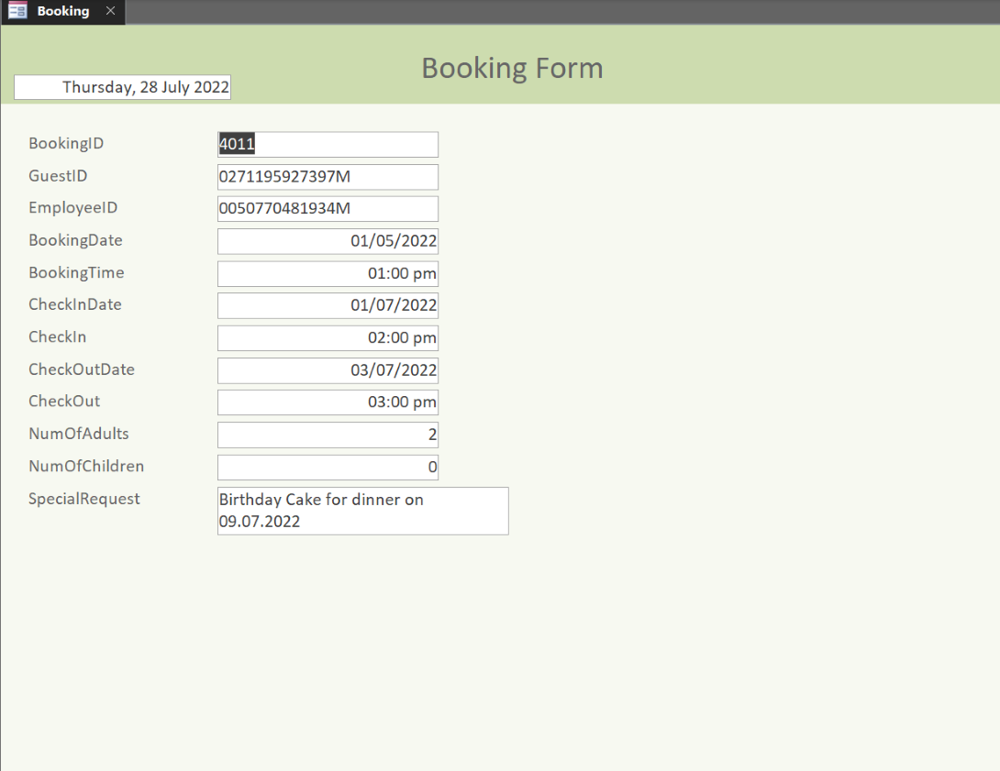 Booking
Booking Form
Thursday, 28 July 2022
BookingID 4011
GuestID 0271195927397M
EmployeeID 0050770481934M
BookingDate 01/05/2022
BookingTime 01:00 pm
CheckInDate 01/07/2022
CheckIn 02:00 pm
CheckOutDate 03/07/2022
CheckOut 03:00 pm
NumOfAdults 2
NumOfChildren 0
SpecialRequest Birthday Cake for dinner on
09.07.2022